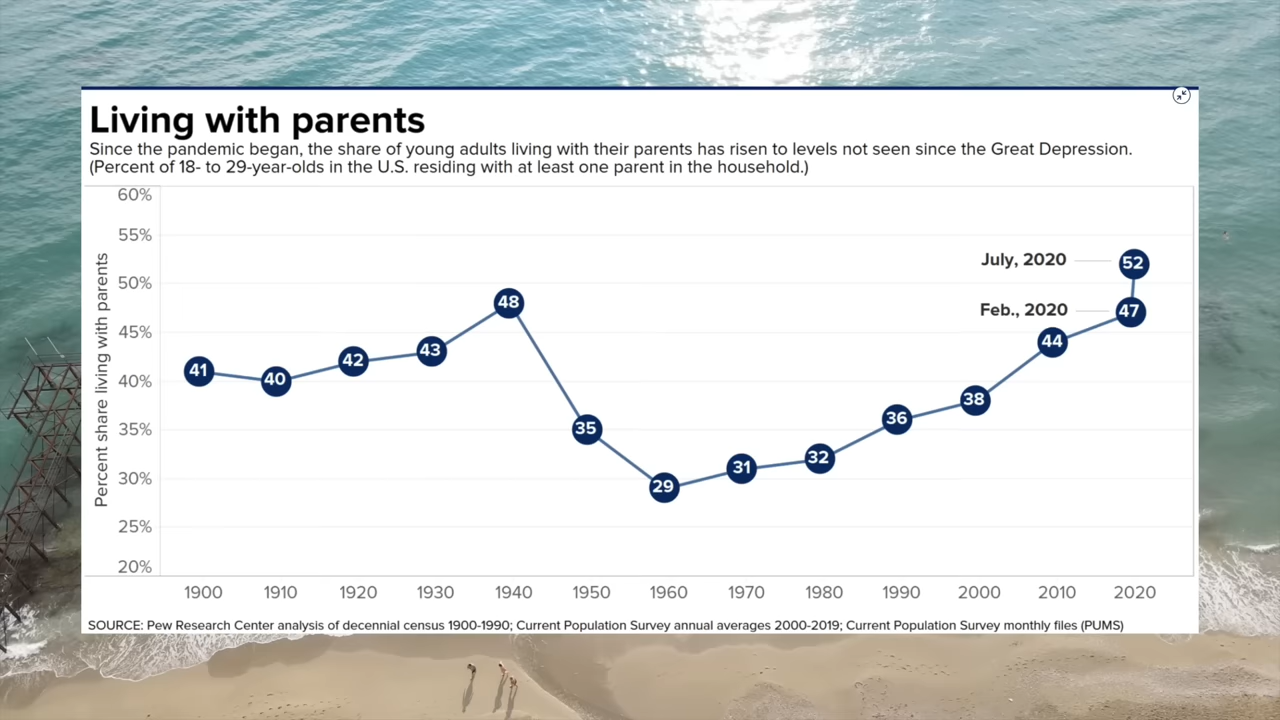 Living with parents
Since the pandemic began, the share of young adults living with their parents has risen to levels not seen since the Great Depression.
(Percent of 18- to 29-year-olds in the U.S. residing with at least one parent in the household.)
Percent share living with parents
60%
55%
50%
45%
40%
35%
30%
25%
20%
July, 2020
Feb., 2020
41
40
42
43
48
35
29
31
32
36
38
44
47
52
1900 1910 1920 1930 1940 1950 1960 1970 1980 1990 2000 2010 2020
SOURCE: Pew Research Center analysis of decennial census 1900-1990; Current Population Survey annual averages 2000-2019; Current Population Survey monthly files (PUMS)